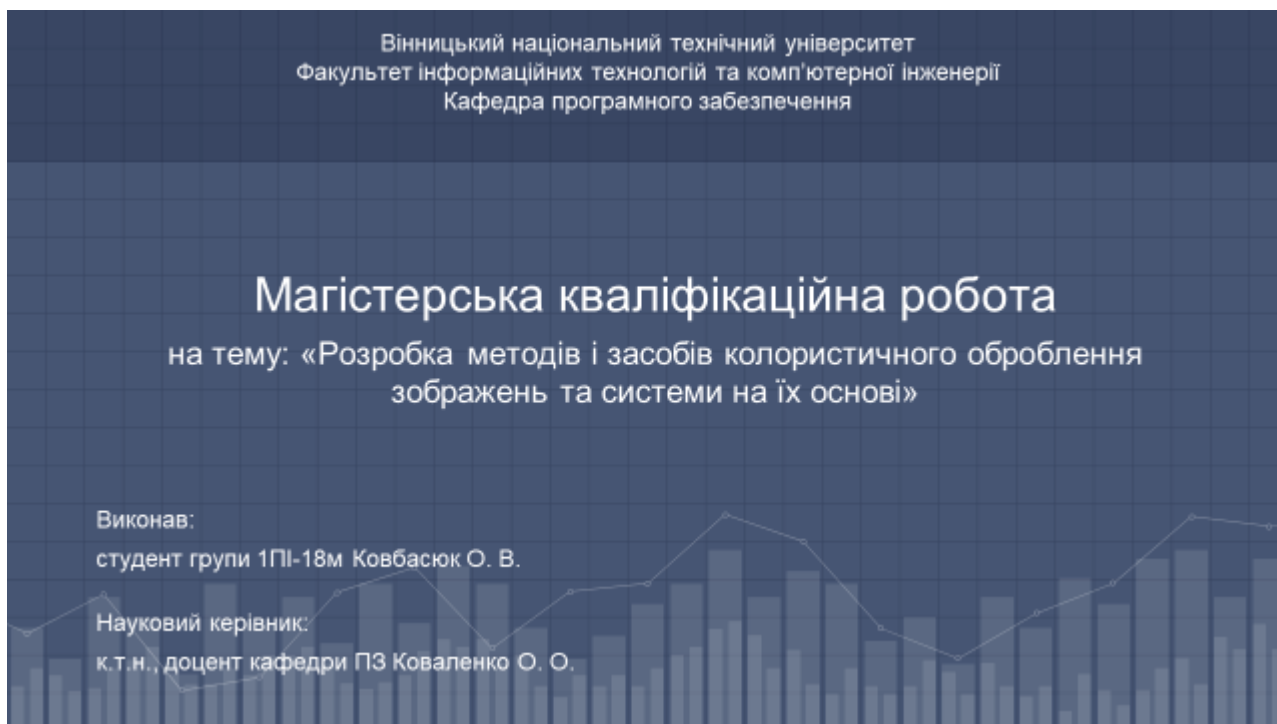 Вінницький національний технічний університет
Факультет інформаційних технологій та комп'ютерної інженерії
Кафедра програмного забезпечення
Магістерська кваліфікаційна робота
на тему: «Розробка методів і засобів колористичного оброблення
зображень та системи на їх основі»
Виконав:
студент групи 1ПІ-18м Ковбасюк О. В.
Науковий керівник:
к.т.н., доцент кафедри ПЗ Коваленко О. О.